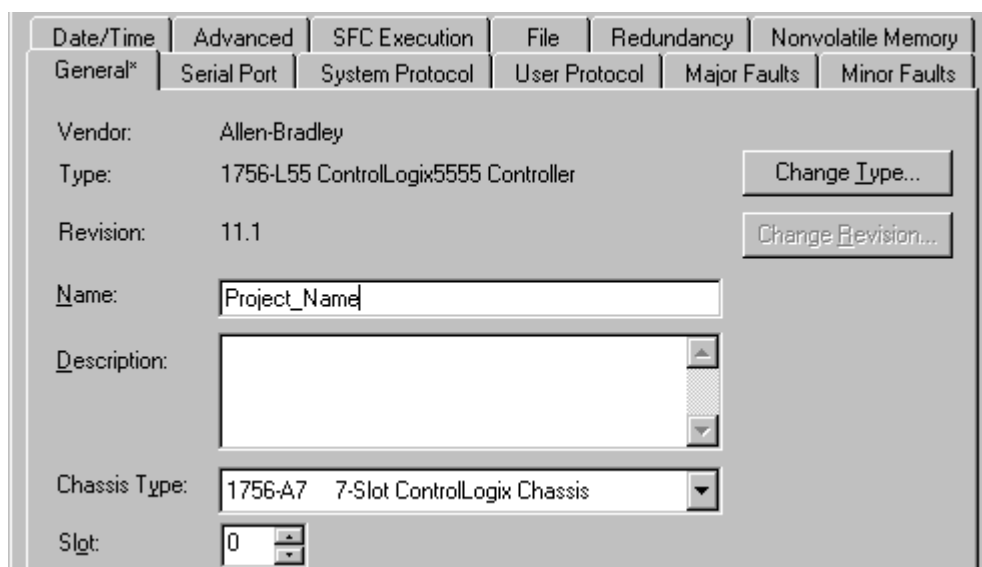 Date/Time Advanced SFC Execution File Redundancy Nonvolatile Memory
General* Serial Port System Protocol User Protocol Major Faults Minor Faults
Vendor: Allen-Bradley
Type: 1756-L55 ControlLogix5555 Controller Change Type...
Revision: 11.1 Change Revision...
Name: Project_Name
Description:
Chassis Type: 1756-A7 7-Slot ControlLogix Chassis
Slot: 0